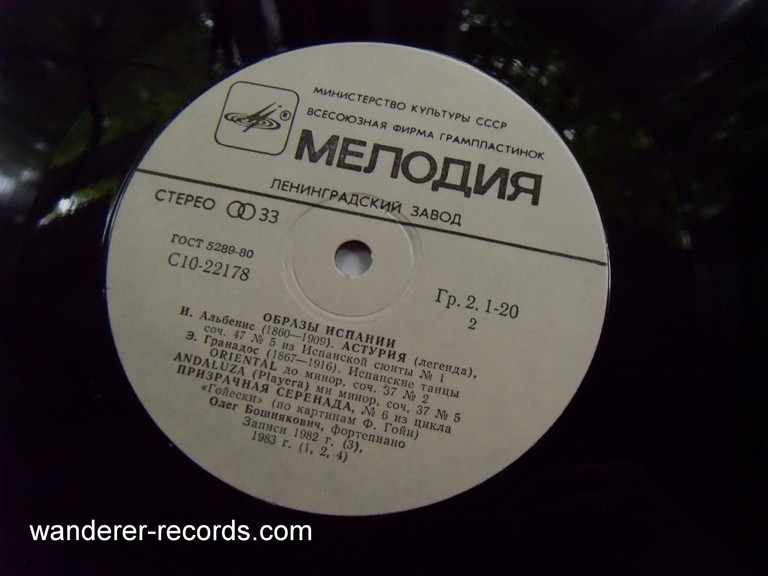 МИНИСТЕРСТВО КУЛЬТУРЫ СССР
ВСЕСОЮЗНАЯ ФИРМА ГРАМПЛАСТИНОК
®
МЕЛОДИЯ
ЛЕНИНГРАДСКИЙ ЗАВОД
СТЕРЕО 33
ГОСТ 5289-80
С10-22178
Гр. 2. 1-20
2
ОБРАЗЫ ИСПАНИИ
И. Альбенис (1860—1909). АСТУРИЯ (легенда),
соч. 47 № 5 из Испанской сюиты № 1
Э. Гранадос (1867—1916). Испанские танцы
ORIENTAL до минор, соч. 37 № 2
ANDALUZA (Playera) ми минор, соч. 37 № 5
ПРИЗРАЧНАЯ СЕРЕНАДА, № 6 из цикла
«Гойески» (по картинам Ф. Гойи)
Олег Бошнякович, фортепиано
Записи 1982 г. (3),
1983 г. (1, 2, 4)
wanderer-records.com